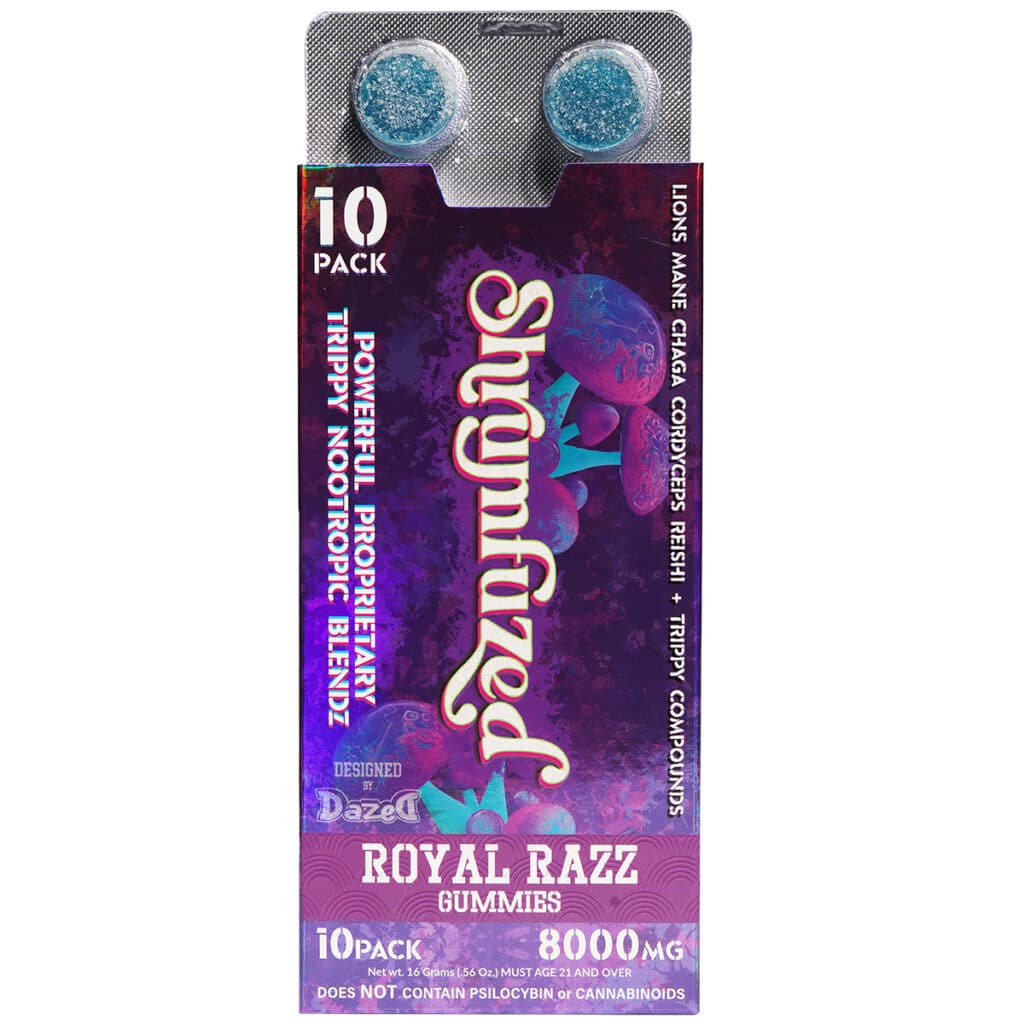 10
PACK
LIONS MANE CHAGA CORDYCEPS REISHI + TRIPPY COMPOUNDS
Shrymfuzed
POWERFUL PROPRIETARY
TRIPPY NOOTROPIC BLENDZ
DESIGNED
BY
DazeD
ROYAL RAZZ
GUMMIES
10PACK
8000MG
Net wt. 16 Grams (.56 Oz.) MUST AGE 21 AND OVER
DOES NOT CONTAIN PSILOCYBIN or CANNABINOIDS